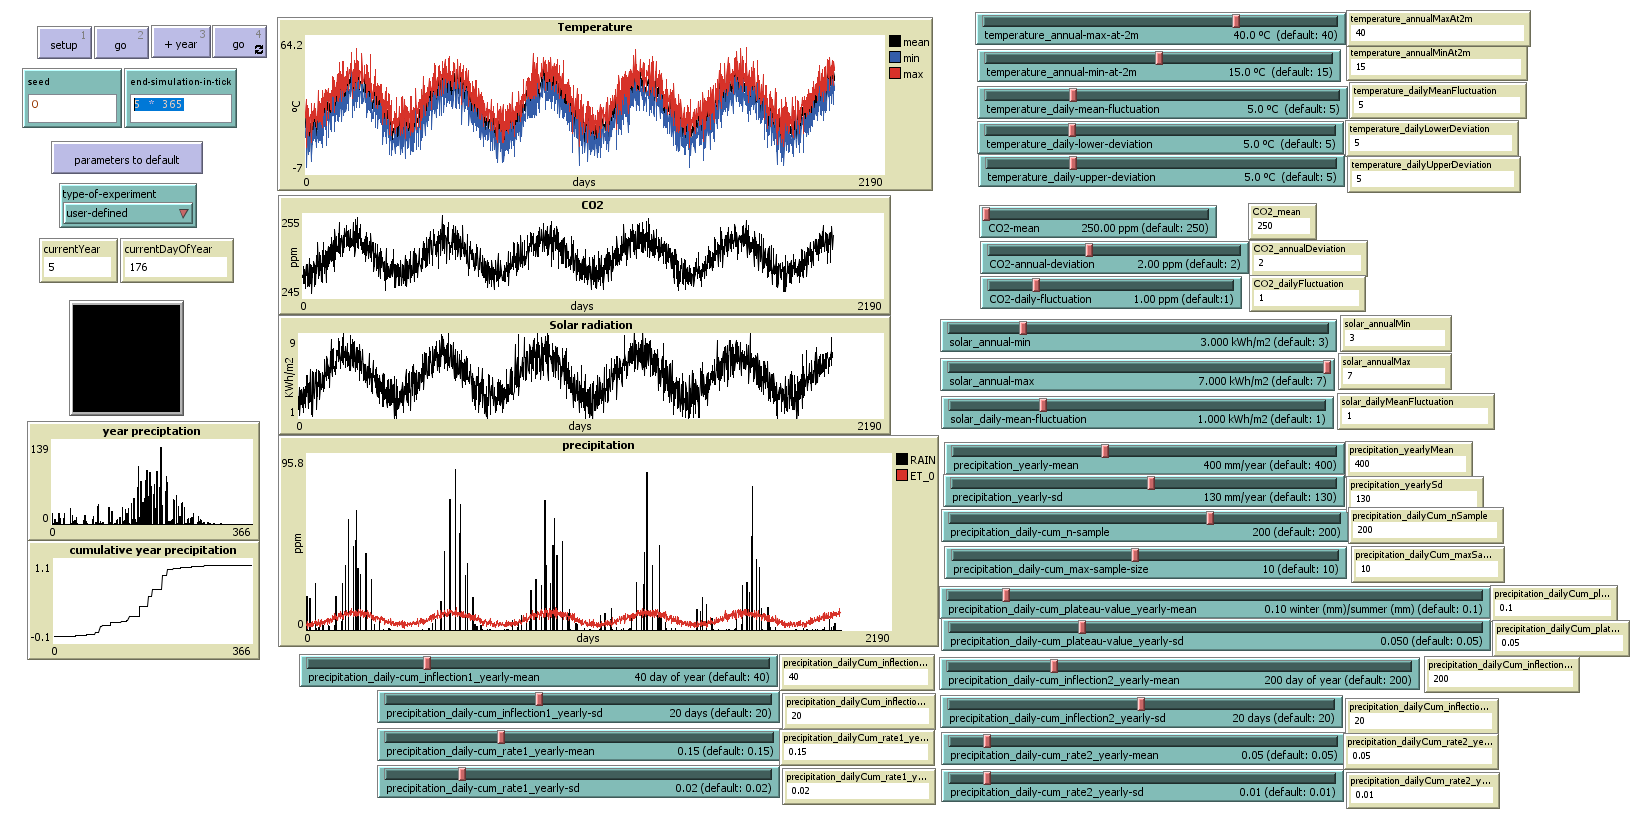 setup
1
go
2
+ year
3
go
4
seed
0
end-simulation-in-tick
5 * 365
parameters to default
type-of-experiment
user-defined
currentYear
5
currentDayOfYear
176
year preciptation
139
0
0
366
cumulative year precipitation
1.1
-0.1
0
366
Temperature
64.2
ºC
-7
0
days
2190
mean
min
max
CO2
255
ppm
245
0
days
2190
Solar radiation
9
kWh/m2
1
0
days
2190
precipitation
95.8
ppm
0
0
days
2190
RAIN
ET_0
temperature_annual-max-at-2m 40.0 ºC (default: 40)
temperature_annualMaxAt2m
40
temperature_annual-min-at-2m 15.0 ºC (default: 15)
temperature_annualMinAt2m
15
temperature_daily-mean-fluctuation 5.0 ºC (default: 5)
temperature_dailyMeanFluctuation
5
temperature_daily-lower-deviation 5.0 ºC (default: 5)
temperature_dailyLowerDeviation
5
temperature_daily-upper-deviation 5.0 ºC (default: 5)
temperature_dailyUpperDeviation
5
CO2-mean 250.00 ppm (default: 250)
CO2_mean
250
CO2-annual-deviation 2.00 ppm (default: 2)
CO2_annualDeviation
2
CO2-daily-fluctuation 1.00 ppm (default:1)
CO2_dailyFluctuation
1
solar_annual-min 3.000 kWh/m2 (default: 3)
solar_annualMin
3
solar_annual-max 7.000 kWh/m2 (default: 7)
solar_annualMax
7
solar_daily-mean-fluctuation 1.000 kWh/m2 (default: 1)
solar_dailyMeanFluctuation
1
precipitation_yearly-mean 400 mm/year (default: 400)
precipitation_yearlyMean
400
precipitation_yearly-sd 130 mm/year (default: 130)
precipitation_yearlySd
130
precipitation_daily-cum_n-sample 200 (default: 200)
precipitation_dailyCum_nSample
200
precipitation_daily-cum_max-sample-size 10 (default: 10)
precipitation_dailyCum_maxSa...
10
precipitation_daily-cum_plateau-value_yearly-mean 0.10 winter (mm)/summer (mm) (default: 0.1)
precipitation_dailyCum_pl...
0.1
precipitation_daily-cum_plateau-value_yearly-sd 0.050 (default: 0.05)
precipitation_dailyCum_plat...
0.05
precipitation_daily-cum_inflection1_yearly-mean 40 day of year (default: 40)
precipitation_dailyCum_inflection...
40
precipitation_daily-cum_inflection2_yearly-mean 200 day of year (default: 200)
precipitation_dailyCum_inflection...
200
precipitation_daily-cum_inflection1_yearly-sd 20 days (default: 20)
precipitation_dailyCum_inflectio...
20
precipitation_daily-cum_inflection2_yearly-sd 20 days (default: 20)
precipitation_dailyCum_inflectio...
20
precipitation_daily-cum_rate1_yearly-mean 0.15 (default: 0.15)
precipitation_dailyCum_rate1_ye...
0.15
precipitation_daily-cum_rate2_yearly-mean 0.05 (default: 0.05)
precipitation_dailyCum_rate2_ye...
0.05
precipitation_daily-cum_rate1_yearly-sd 0.02 (default: 0.02)
precipitation_dailyCum_rate1_y...
0.02
precipitation_daily-cum_rate2_yearly-sd 0.01 (default: 0.01)
precipitation_dailyCum_rate2_y...
0.01